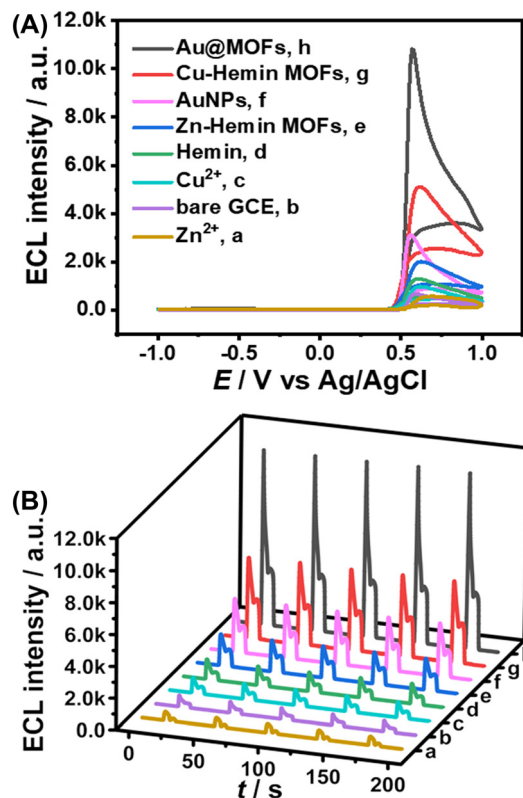 (A)
12.0k
10.0k
8.0k
6.0k
4.0k
2.0k
0.0
ECL intensity / a.u.
Au@MOFs, h
Cu-Hemin MOFs, g
AuNPs, f
Zn-Hemin MOFs, e
Hemin, d
Cu²⁺, c
bare GCE, b
Zn²⁺, a
-1.0 -0.5 0.0 0.5 1.0
E / V vs Ag/AgCl
(B)
12.0k
10.0k
8.0k
6.0k
4.0k
2.0k
0.0
ECL intensity / a.u.
0 50 100 150 200
t / s
a
b
c
d
e
f
g